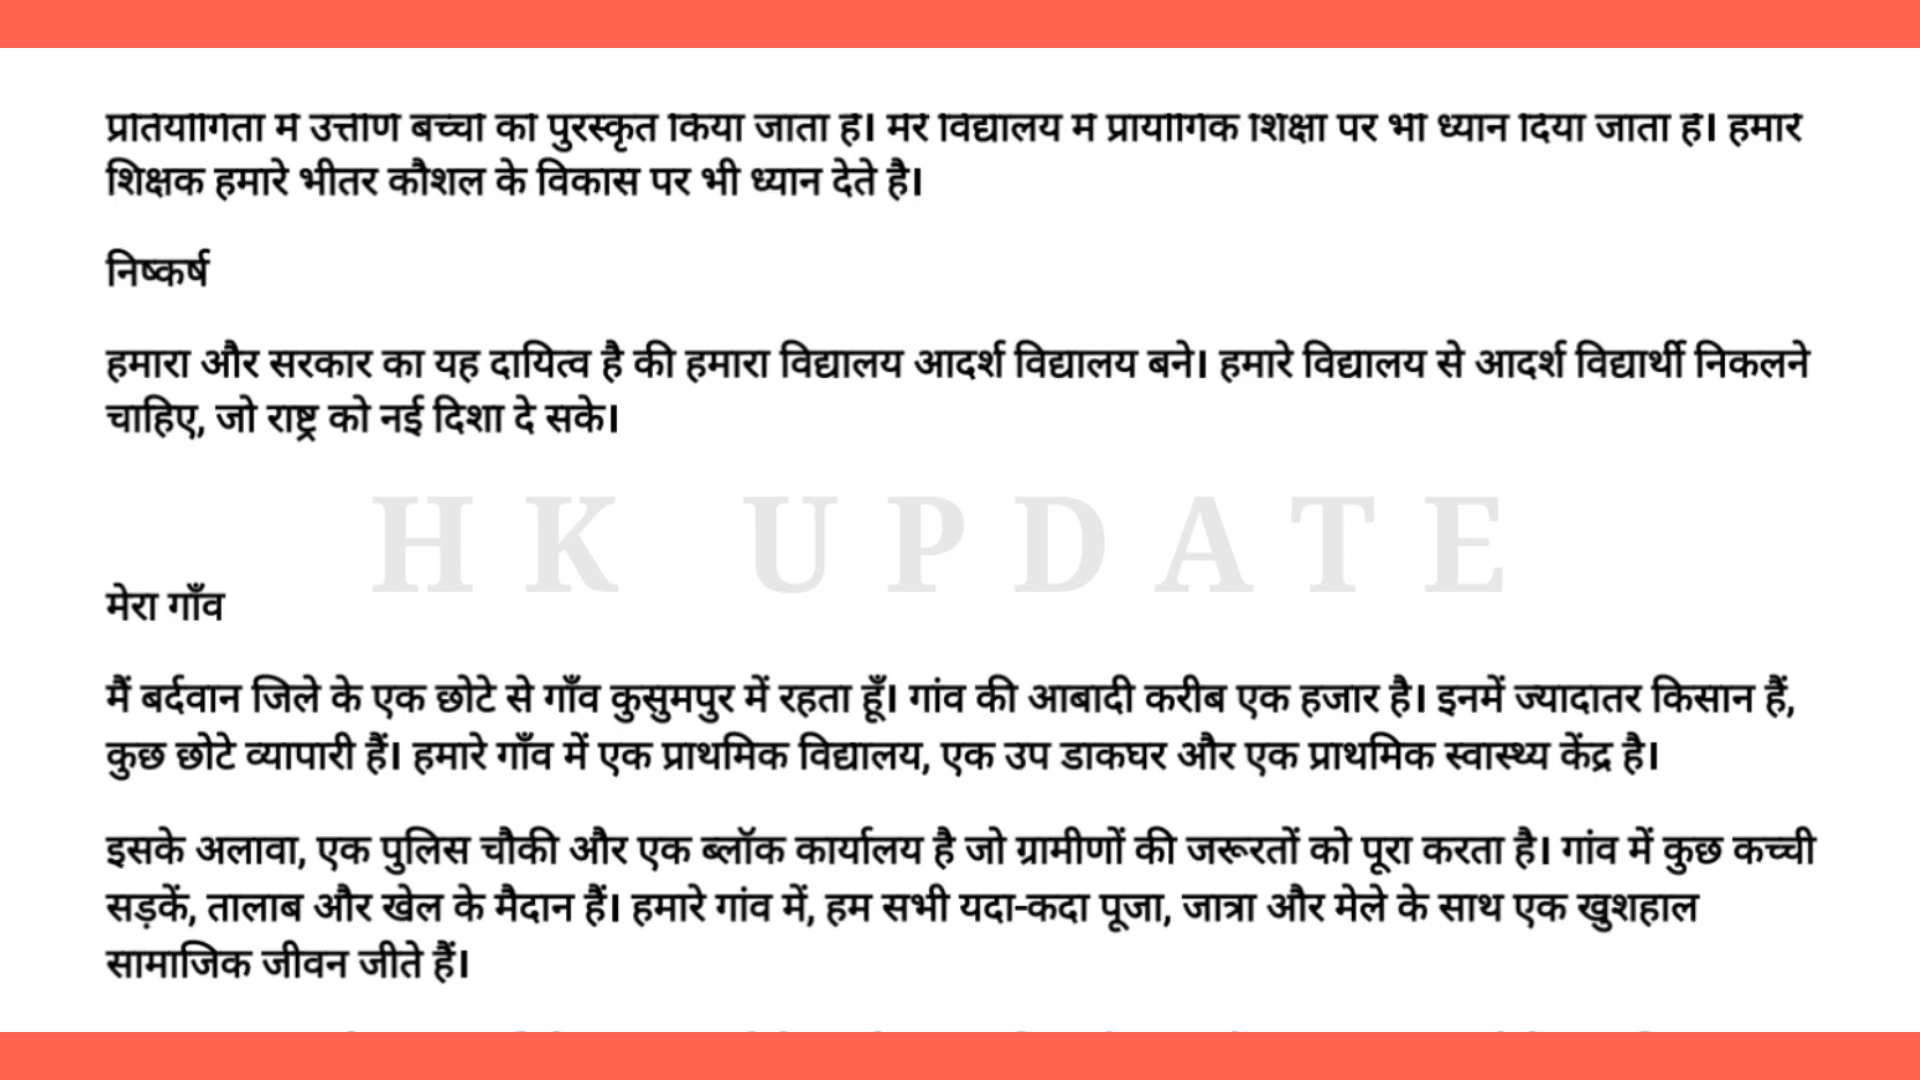 प्रतियोगिता में उत्तीर्ण बच्चों को पुरस्कृत किया जाता है। मेरे विद्यालय में प्रायोगिक शिक्षा पर भी ध्यान दिया जाता है। हमारे
शिक्षक हमारे भीतर कौशल के विकास पर भी ध्यान देते है।
निष्कर्ष
हमारा और सरकार का यह दायित्व है की हमारा विद्यालय आदर्श विद्यालय बने। हमारे विद्यालय से आदर्श विद्यार्थी निकलने
चाहिए, जो राष्ट्र को नई दिशा दे सके।
HK UPDATE
मेरा गाँव
मैं बर्दवान जिले के एक छोटे से गाँव कुसुमपुर में रहता हूँ। गांव की आबादी करीब एक हजार है। इनमें ज्यादातर किसान हैं,
कुछ छोटे व्यापारी हैं। हमारे गाँव में एक प्राथमिक विद्यालय, एक उप डाकघर और एक प्राथमिक स्वास्थ्य केंद्र है।
इसके अलावा, एक पुलिस चौकी और एक ब्लॉक कार्यालय है जो ग्रामीणों की जरूरतों को पूरा करता है। गांव में कुछ कच्ची
सड़कें, तालाब और खेल के मैदान हैं। हमारे गांव में, हम सभी यदा-कदा पूजा, जात्रा और मेले के साथ एक खुशहाल
सामाजिक जीवन जीते हैं।